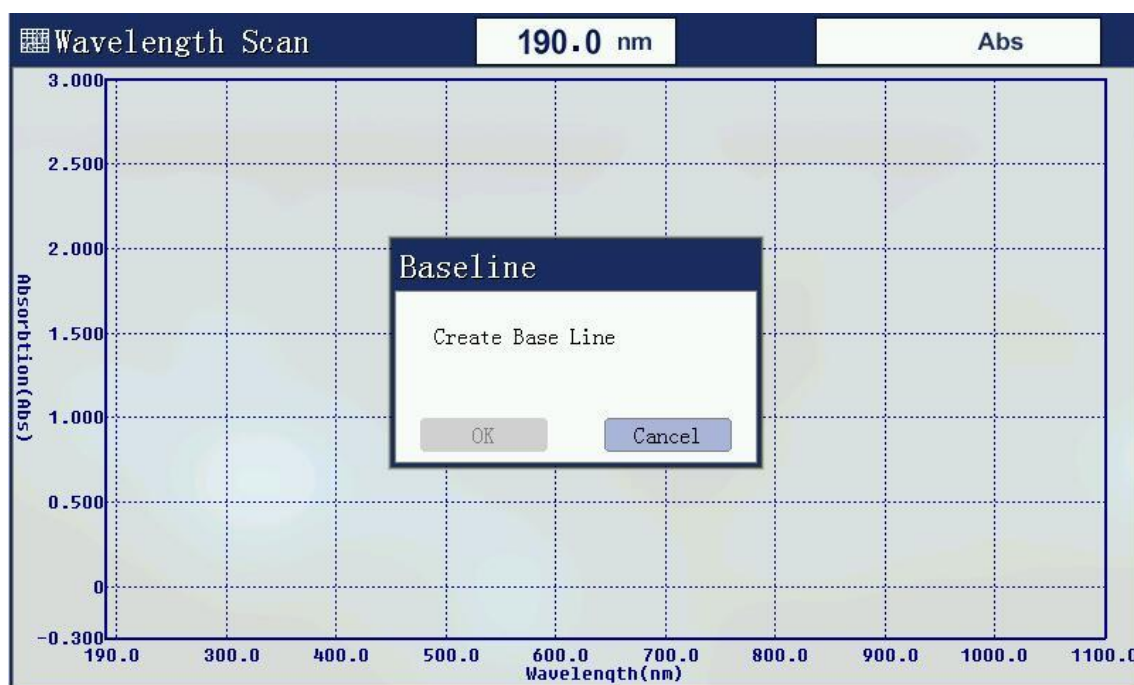 Wavelength Scan 190.0 nm Abs
3.000
2.500
2.000
1.500
1.000
0.500
0
-0.300
Absorbtion(Abs)
Baseline
Create Base Line
OK Cancel
190.0 300.0 400.0 500.0 600.0 700.0 800.0 900.0 1000.0 1100.0
Wavelength(nm)